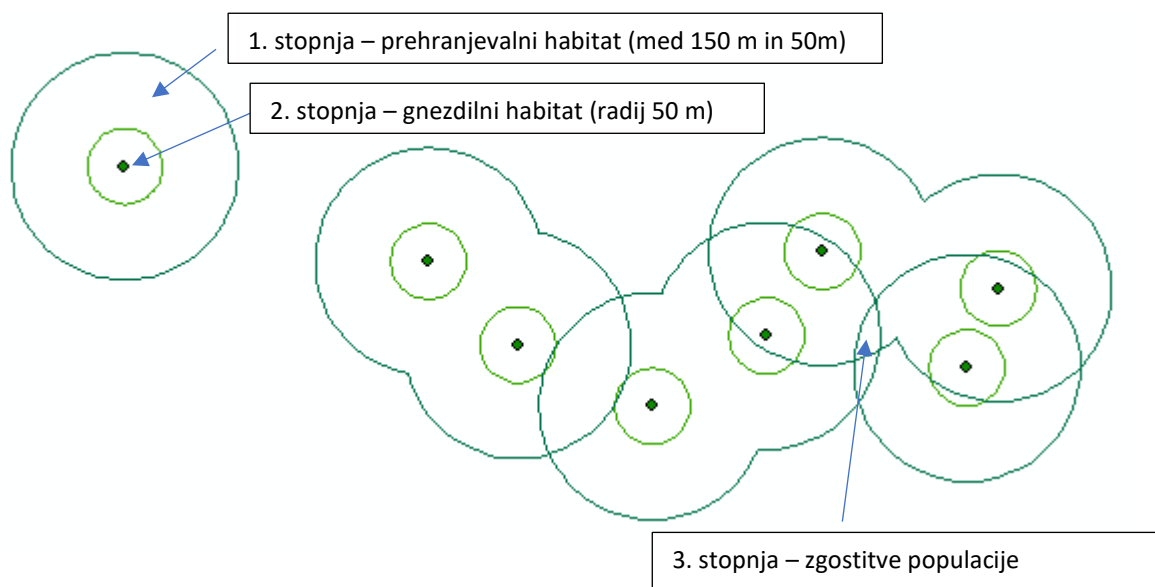 1. stopnja – prehranjevalni habitat (med 150 m in 50m)
2. stopnja – gnezdilni habitat (radij 50 m)
3. stopnja – zgostitve populacije